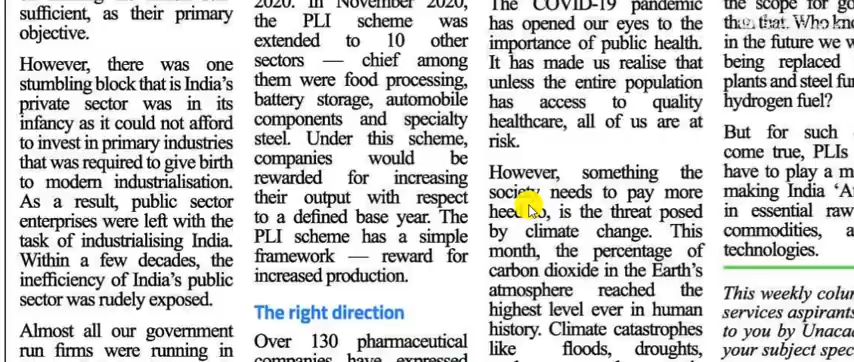 sufficient, as their primary
objective.
However, there was one
stumbling block that is India's
private sector was in its
infancy as it could not afford
to invest in primary industries
that was required to give birth
to modern industrialisation.
As a result, public sector
enterprises were left with the
task of industrialising India.
Within a few decades, the
inefficiency of India's public
sector was rudely exposed.
Almost all our government
run firms were running in
2020. In November 2020,
the PLI scheme was
extended to 10 other
sectors — chief among
them were food processing,
battery storage, automobile
components and specialty
steel. Under this scheme,
companies would be
rewarded for increasing
their output with respect
to a defined base year. The
PLI scheme has a simple
framework — reward for
increased production.
The right direction
Over 130 pharmaceutical
companies have expressed
The COVID-19 pandemic
has opened our eyes to the
importance of public health.
It has made us realise that
unless the entire population
has access to quality
healthcare, all of us are at
risk.
However, something the
society needs to pay more
is the threat posed
by climate change. This
month, the percentage of
carbon dioxide in the Earth's
atmosphere reached the
highest level ever in human
history. Climate catastrophes
like floods, droughts,
the scope for
that. Who
in the future we
being replaced
plants and steel
hydrogen fuel?
But for such
come true, PLIs
have to play a
making India
in essential raw
commodities,
technologies.
This weekly
services aspirants
to you by
your subject